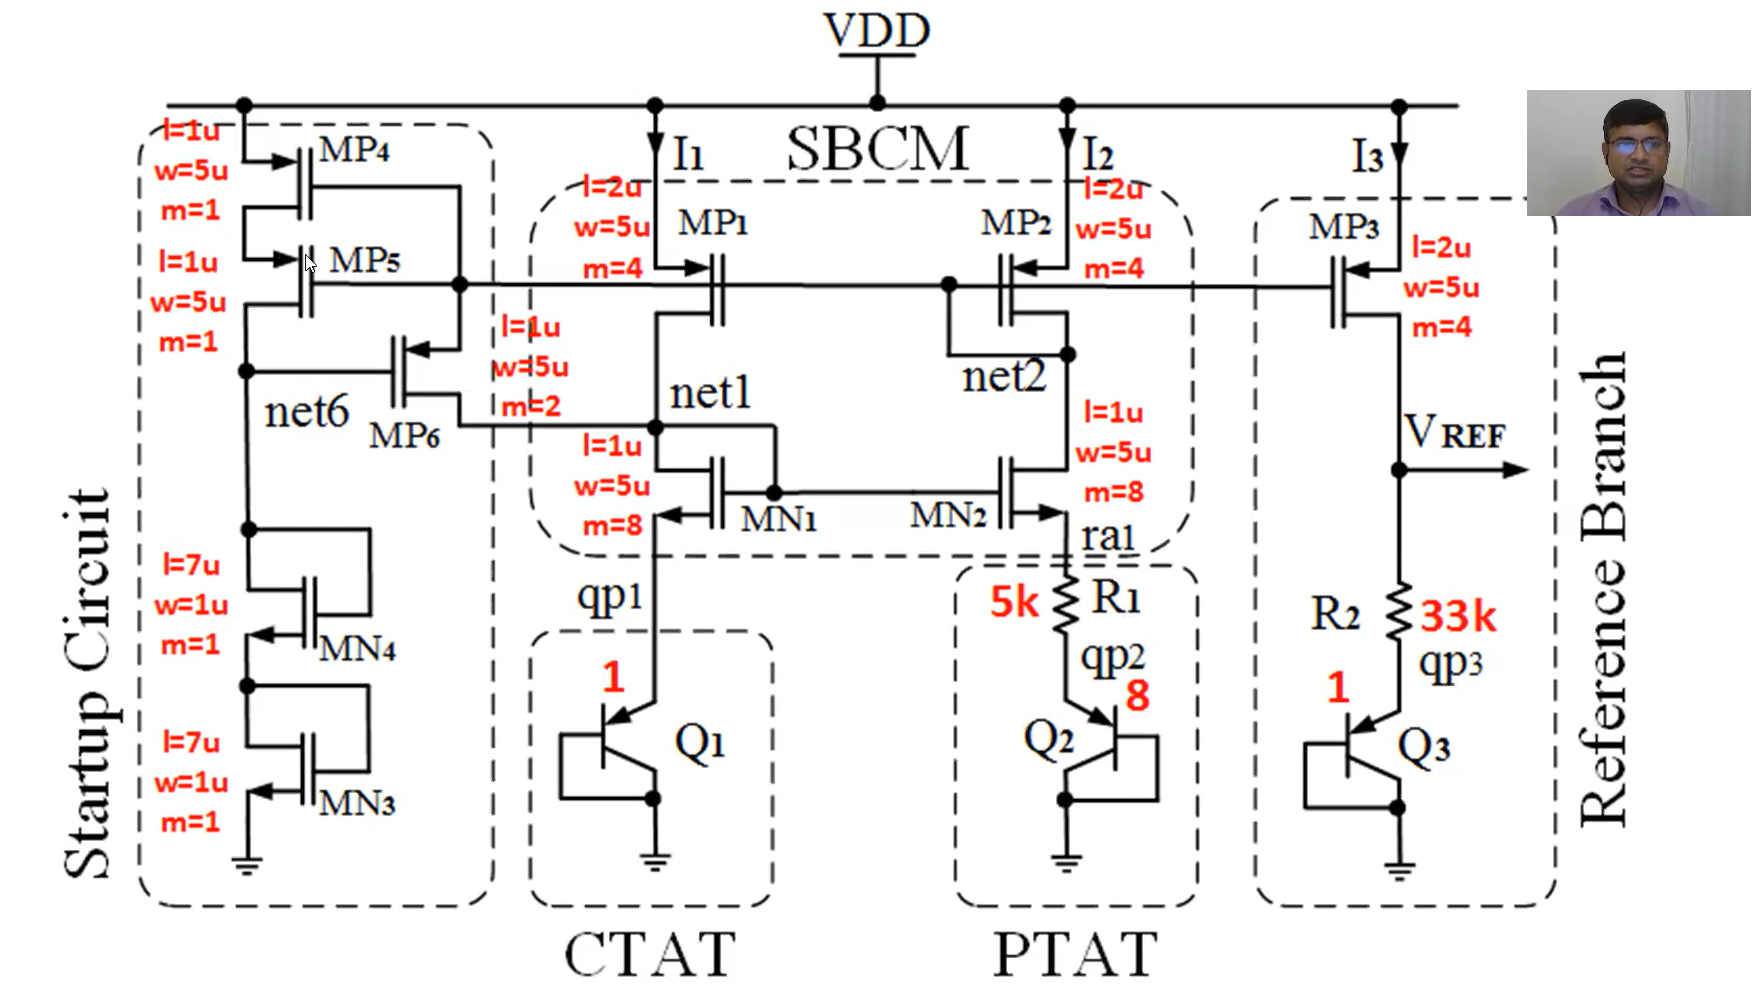 VDD
SBCM
I1
I2
I3
l=1u
w=5u
m=1
MP4
l=1u
w=5u
m=1
MP5
l=1u
w=5u
m=2
MP6
net6
l=2u
w=5u
m=4
MP1
MP2
l=2u
w=5u
m=4
MP3
l=2u
w=5u
m=4
net1
net2
l=1u
w=5u
m=8
MN1
MN2
l=1u
w=5u
m=8
ra1
VREF
qp1
5k
R1
qp2
R2
33k
qp3
l=7u
w=1u
m=1
MN4
l=7u
w=1u
m=1
MN3
1
Q1
8
Q2
1
Q3
Startup Circuit
Reference Branch
CTAT
PTAT